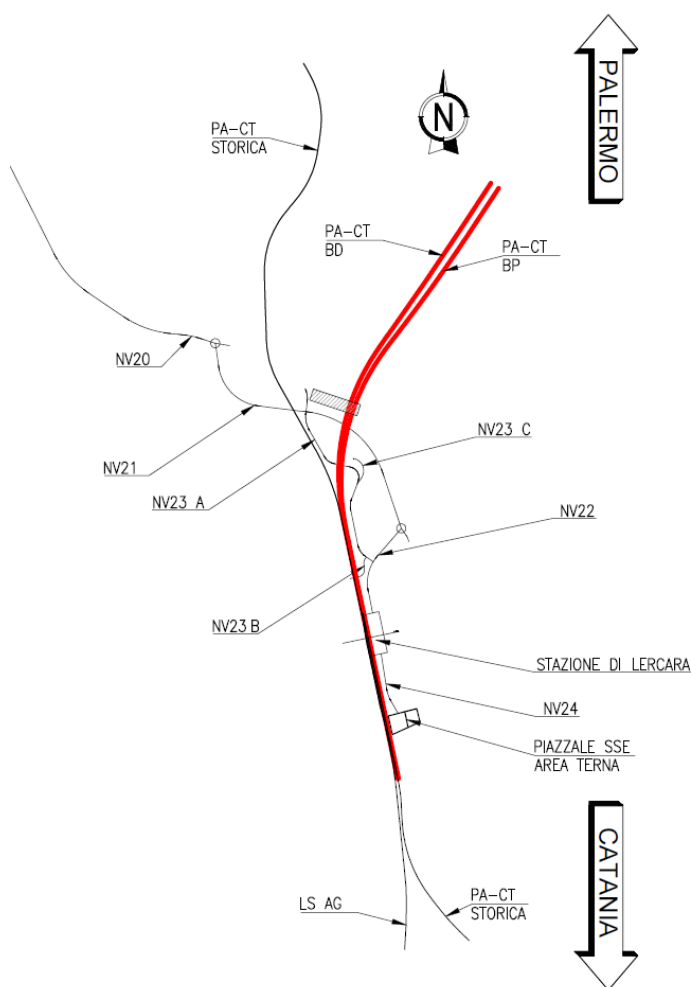 PALERMO
N
PA-CT
STORICA
PA-CT
BD
PA-CT
BP
NV20
NV21
NV23 A
NV23 C
NV22
NV23 B
STAZIONE DI LERCARA
NV24
PIAZZALE SSE
AREA TERNA
CATANIA
LS AG
PA-CT
STORICA